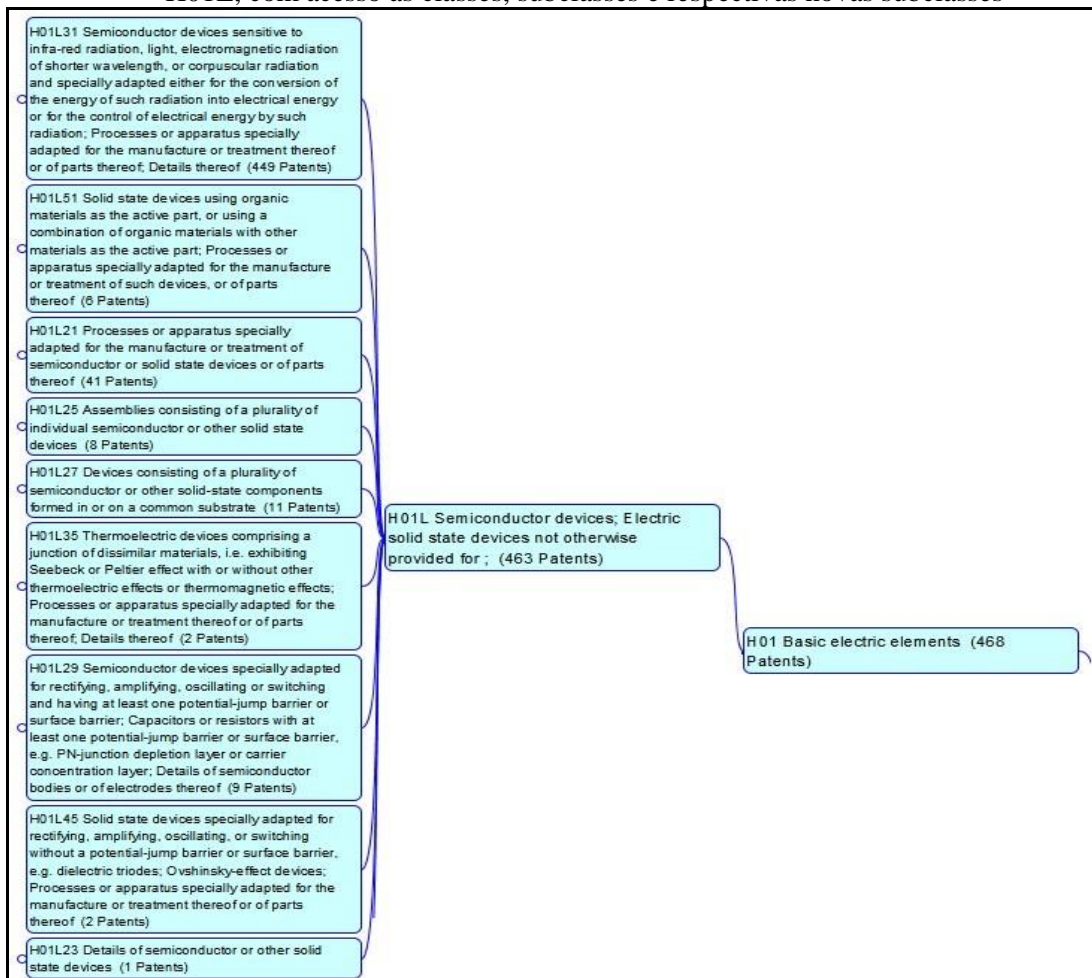 H01L, com acesso às classes, subclasses e respectivas novas subclasses
H01L31 Semiconductor devices sensitive to
infra-red radiation, light, electromagnetic radiation
of shorter wavelength, or corpuscular radiation
and specially adapted either for the conversion of
the energy of such radiation into electrical energy
or for the control of electrical energy by such
radiation; Processes or apparatus specially
adapted for the manufacture or treatment thereof
or of parts thereof; Details thereof (449 Patents)
H01L51 Solid state devices using organic
materials as the active part, or using a
combination of organic materials with other
materials as the active part; Processes or
apparatus specially adapted for the manufacture
or treatment of such devices, or of parts
thereof (6 Patents)
H01L21 Processes or apparatus specially
adapted for the manufacture or treatment of
semiconductor or solid state devices or of parts
thereof (41 Patents)
H01L25 Assemblies consisting of a plurality of
individual semiconductor or other solid state
devices (8 Patents)
H01L27 Devices consisting of a plurality of
semiconductor or other solid-state components
formed in or on a common substrate (11 Patents)
H01L35 Thermoelectric devices comprising a
junction of dissimilar materials, i.e. exhibiting
Seebeck or Peltier effect with or without other
thermoelectric effects or thermomagnetic effects;
Processes or apparatus specially adapted for the
manufacture or treatment thereof or of parts
thereof; Details thereof (2 Patents)
H01L29 Semiconductor devices specially adapted
for rectifying, amplifying, oscillating or switching
and having at least one potential-jump barrier or
surface barrier; Capacitors or resistors with at
least one potential-jump barrier or surface barrier,
e.g. PN-junction depletion layer or carrier
concentration layer; Details of semiconductor
bodies or of electrodes thereof (9 Patents)
H01L45 Solid state devices specially adapted for
rectifying, amplifying, oscillating, or switching
without a potential-jump barrier or surface barrier,
e.g. dielectric triodes; Ovshinsky-effect devices;
Processes or apparatus specially adapted for the
manufacture or treatment thereof or of parts
thereof (2 Patents)
H01L23 Details of semiconductor or other solid
state devices (1 Patents)
H01L Semiconductor devices; Electric
solid state devices not otherwise
provided for ; (463 Patents)
H01 Basic electric elements (468
Patents)